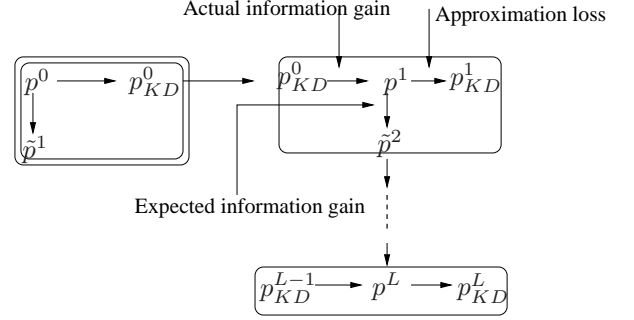 Actual information gain
Approximation loss
p^0 p^0_{KD} p^0_{KD} p^1 p^1_{KD}
p̃^1 p̃^2
Expected information gain
p^{L-1}_{KD} p^L p^L_{KD}